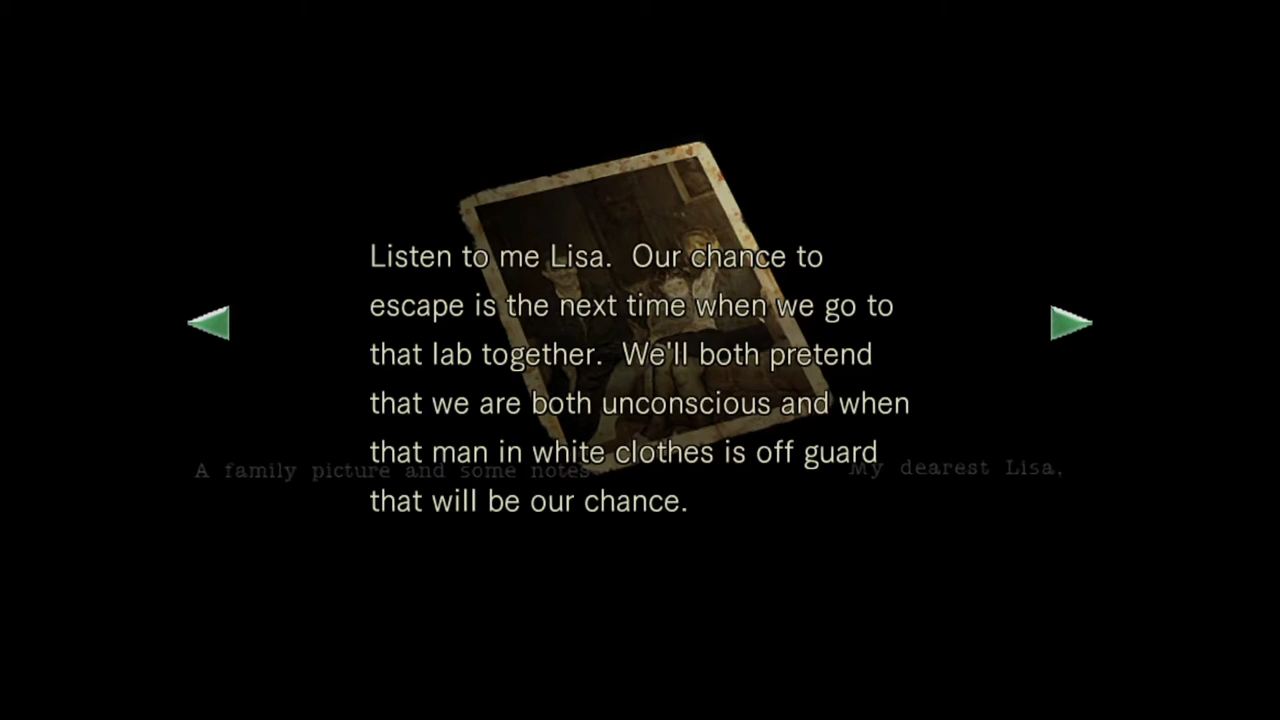 Listen to me Lisa.  Our chance to
escape is the next time when we go to
that lab together.  We'll both pretend
that we are both unconscious and when
that man in white clothes is off guard
that will be our chance.
A family picture and some notes
My dearest Lisa,